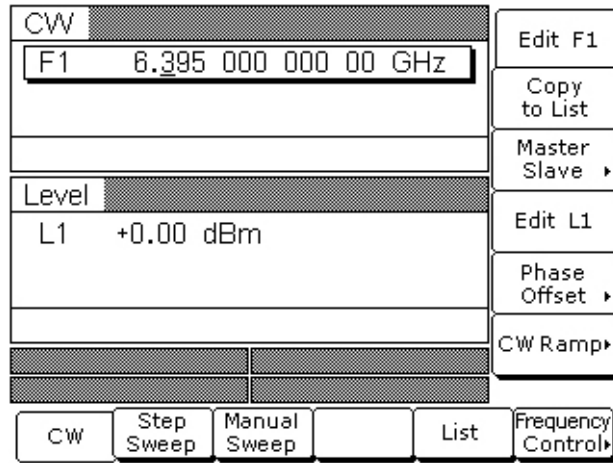 CW
F1 6.395 000 000 00 GHz
Level
L1 +0.00 dBm
Edit F1
Copy
to List
Master
Slave
Edit L1
Phase
Offset
CW Ramp
CW
Step
Sweep
Manual
Sweep
List
Frequency
Control